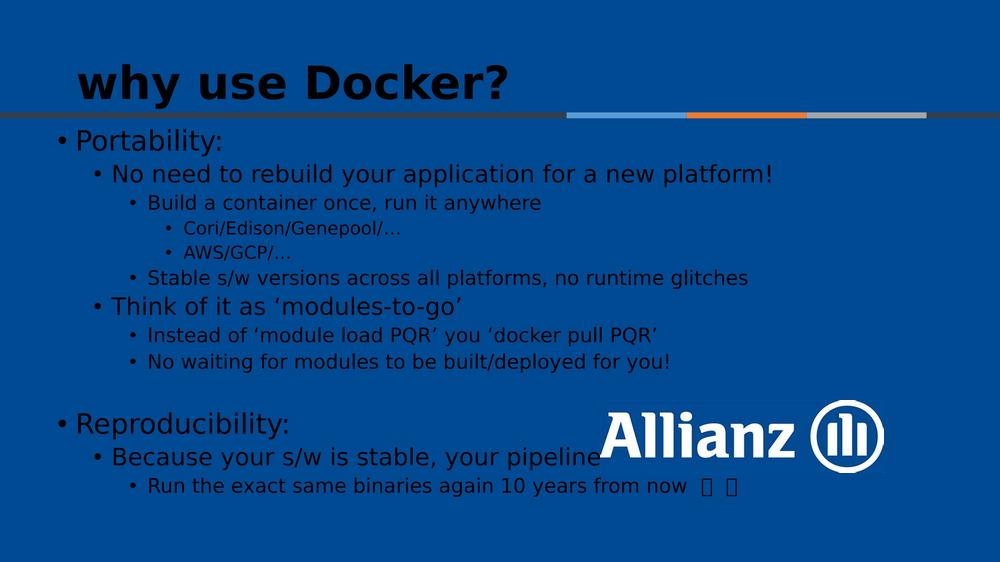 why use Docker?
• Portability:
• No need to rebuild your application for a new platform!
• Build a container once, run it anywhere
• Cori/Edison/Genepool/…
• AWS/GCP/…
• Stable s/w versions across all platforms, no runtime glitches
• Think of it as ‘modules-to-go’
• Instead of ‘module load PQR’ you ‘docker pull PQR’
• No waiting for modules to be built/deployed for you!
• Reproducibility:
• Because your s/w is stable, your pipeline
Allianz
• Run the exact same binaries again 10 years from now